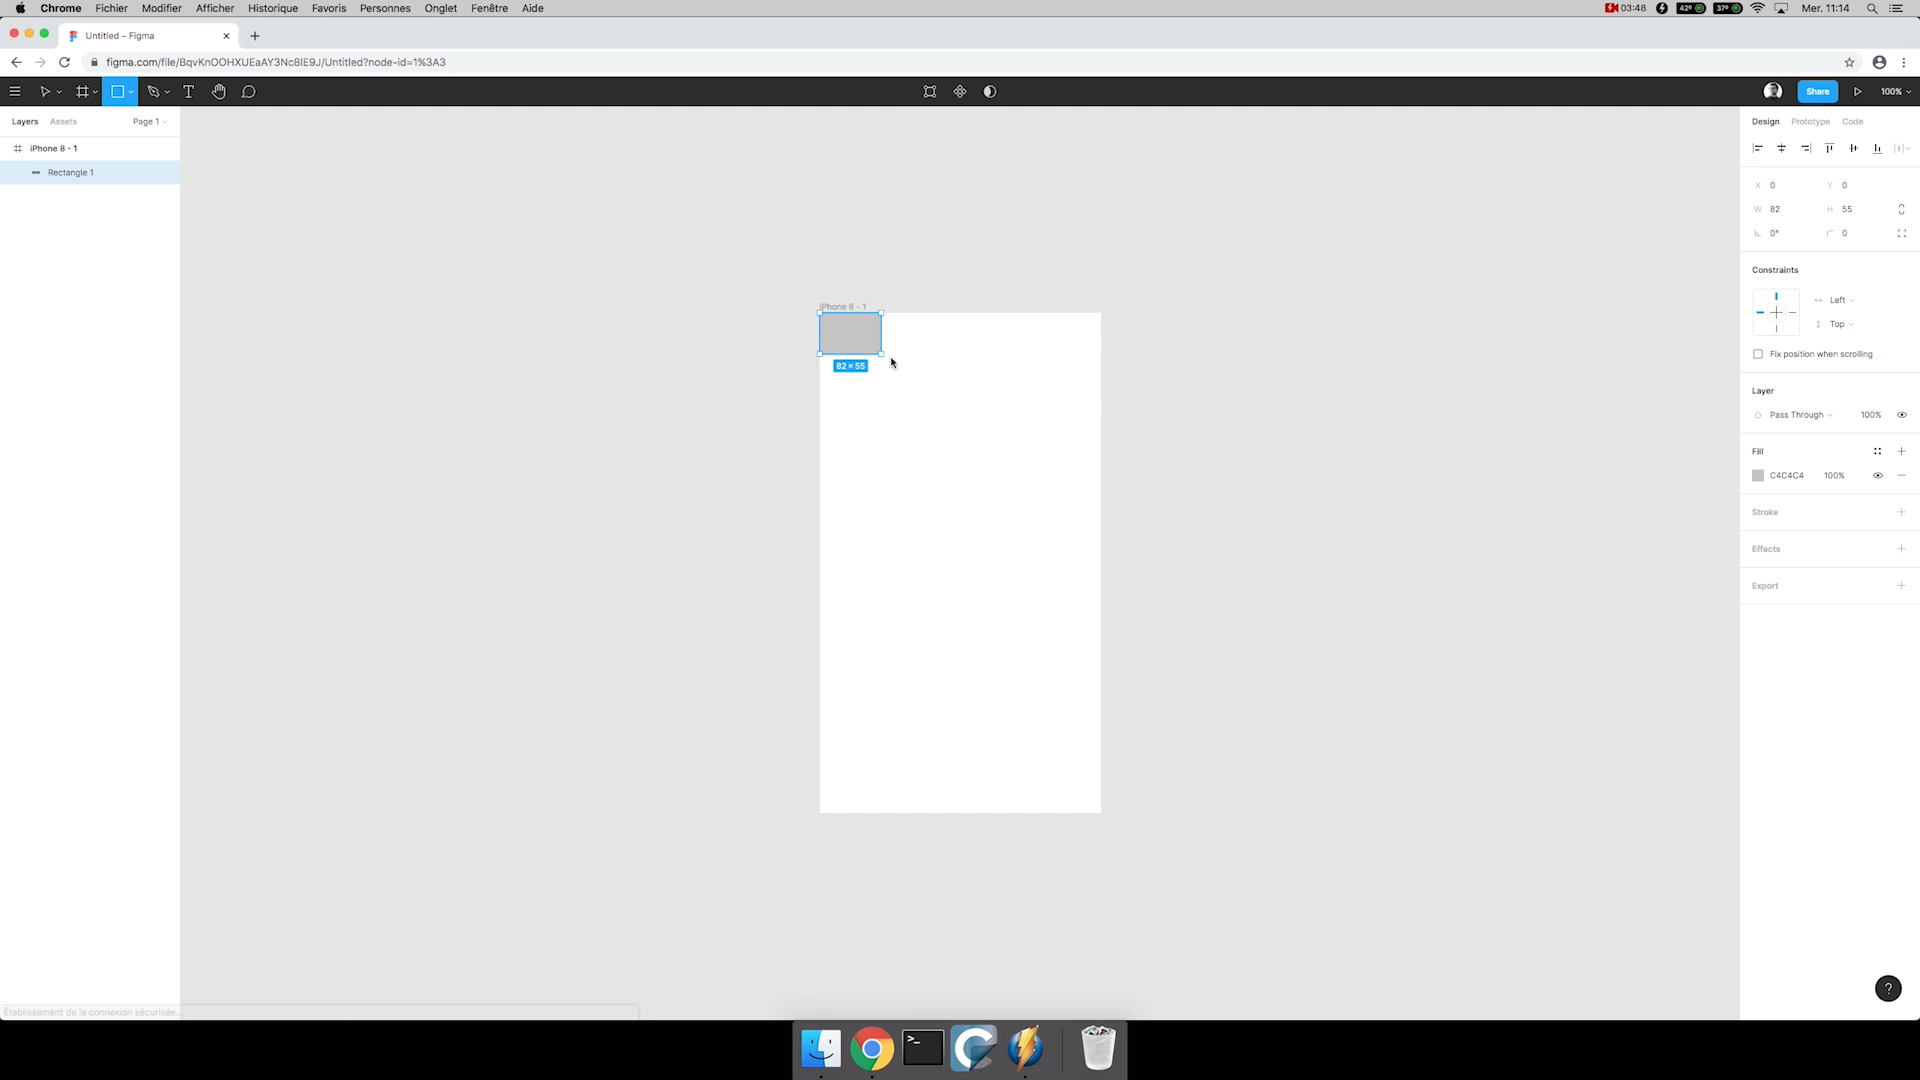 Chrome Fichier Modifier Afficher Historique Favoris Personnes Onglet Fenêtre Aide 03:48 42° 37° Mer. 11:14
Untitled – Figma
figma.com/file/BqvKnOOHXUEaAY3Nc8IE9J/Untitled?node-id=1%3A3
T Share 100%
Layers Assets Page 1 Design Prototype Code
iPhone 8 - 1
Rectangle 1
X 0 Y 0
W 82 H 55
0° 0
Constraints
Left
Top
Fix position when scrolling
iPhone 8 - 1
82 × 55
Layer
Pass Through 100%
Fill
C4C4C4 100%
Stroke
Effects
Export
?
Établissement de la connexion sécurisée...
>_